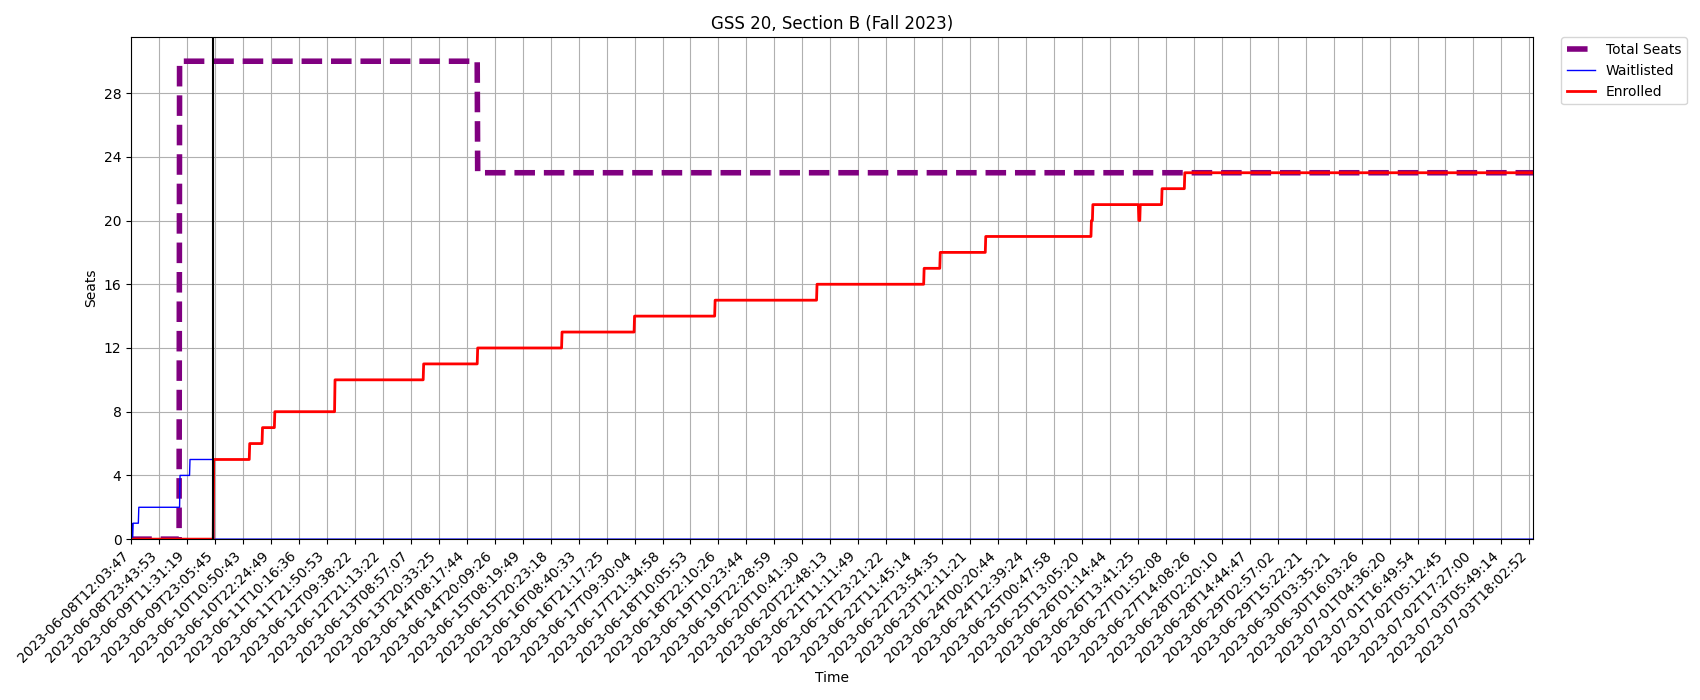 GSS 20, Section B (Fall 2023)
Total Seats
Waitlisted
Enrolled
28
24
20
16
12
8
4
0
Seats
2023-06-08T12:03:47
2023-06-08T23:43:53
2023-06-09T11:31:19
2023-06-09T23:05:45
2023-06-10T10:50:43
2023-06-10T22:24:49
2023-06-11T10:16:36
2023-06-11T21:50:53
2023-06-12T09:38:22
2023-06-12T21:13:22
2023-06-13T08:57:07
2023-06-13T20:33:25
2023-06-14T08:17:44
2023-06-14T20:09:26
2023-06-15T08:19:49
2023-06-15T20:23:18
2023-06-16T08:40:33
2023-06-16T21:17:25
2023-06-17T09:30:04
2023-06-17T21:34:58
2023-06-18T10:05:53
2023-06-18T22:10:26
2023-06-19T10:23:44
2023-06-19T22:28:59
2023-06-20T10:41:30
2023-06-20T22:48:13
2023-06-21T11:11:49
2023-06-21T23:21:22
2023-06-22T11:45:14
2023-06-22T23:54:35
2023-06-23T12:11:21
2023-06-24T00:20:44
2023-06-24T12:39:24
2023-06-25T00:47:58
2023-06-25T13:05:20
2023-06-26T01:14:44
2023-06-26T13:41:25
2023-06-27T01:52:08
2023-06-27T14:08:26
2023-06-28T02:20:10
2023-06-28T14:44:47
2023-06-29T02:57:02
2023-06-29T15:22:21
2023-06-30T03:35:21
2023-06-30T16:03:26
2023-07-01T04:36:20
2023-07-01T16:49:54
2023-07-02T05:12:45
2023-07-02T17:27:00
2023-07-03T05:49:14
2023-07-03T18:02:52
Time